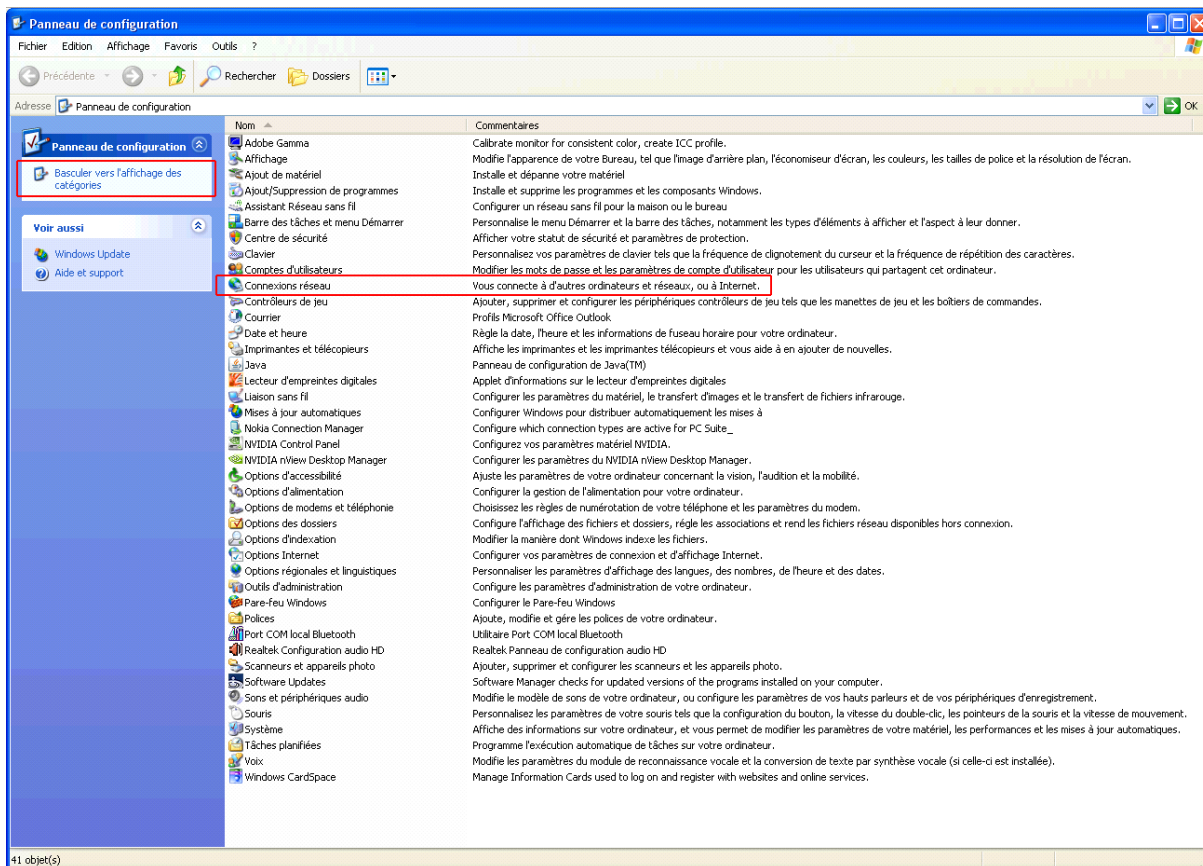 Panneau de configuration
Fichier Edition Affichage Favoris Outils ?
Précédente Rechercher Dossiers
Adresse Panneau de configuration OK
Panneau de configuration
Basculer vers l'affichage des
catégories
Voir aussi
Windows Update
Aide et support
Nom Commentaires
Adobe Gamma Calibrate monitor for consistent color, create ICC profile.
Affichage Modifie l'apparence de votre Bureau, tel que l'image d'arrière plan, l'économiseur d'écran, les couleurs, les tailles de police et la résolution de l'écran.
Ajout de matériel Installe et dépanne votre matériel
Ajout/Suppression de programmes Installe et supprime les programmes et les composants Windows.
Assistant Réseau sans fil Configurer un réseau sans fil pour la maison ou le bureau
Barre des tâches et menu Démarrer Personnalise le menu Démarrer et la barre des tâches, notamment les types d'éléments à afficher et l'aspect à leur donner.
Centre de sécurité Afficher votre statut de sécurité et paramètres de protection.
Clavier Personnalisez vos paramètres de clavier tels que la fréquence de clignotement du curseur et la fréquence de répétition des caractères.
Comptes d'utilisateurs Modifier les mots de passe et les paramètres de compte d'utilisateur pour les utilisateurs qui partagent cet ordinateur.
Connexions réseau Vous connecte à d'autres ordinateurs et réseaux, ou à Internet.
Contrôleurs de jeu Ajouter, supprimer et configurer les périphériques contrôleurs de jeu tels que les manettes de jeu et les boîtiers de commandes.
Courrier Profils Microsoft Office Outlook
Date et heure Règle la date, l'heure et les informations de fuseau horaire pour votre ordinateur.
Imprimantes et télécopieurs Affiche les imprimantes et les imprimantes télécopieurs et vous aide à en ajouter de nouvelles.
Java Panneau de configuration de Java(TM)
Lecteur d'empreintes digitales Applet d'informations sur le lecteur d'empreintes digitales
Liaison sans fil Configurer les paramètres du matériel, le transfert d'images et le transfert de fichiers infrarouge.
Mises à jour automatiques Configurer Windows pour distribuer automatiquement les mises à
Nokia Connection Manager Configure which connection types are active for PC Suite_
NVIDIA Control Panel Configurez vos paramètres matériel NVIDIA.
NVIDIA nView Desktop Manager Configurer les paramètres du NVIDIA nView Desktop Manager.
Options d'accessibilité Ajuste les paramètres de votre ordinateur concernant la vision, l'audition et la mobilité.
Options d'alimentation Configurer la gestion de l'alimentation pour votre ordinateur.
Options de modems et téléphonie Choisissez les règles de numérotation de votre téléphone et les paramètres du modem.
Options des dossiers Configure l'affichage des fichiers et dossiers, régle les associations et rend les fichiers réseau disponibles hors connexion.
Options d'indexation Modifier la manière dont Windows indexe les fichiers.
Options Internet Configurer vos paramètres de connexion et d'affichage Internet.
Options régionales et linguistiques Personnaliser les paramètres d'affichage des langues, des nombres, de l'heure et des dates.
Outils d'administration Configure les paramètres d'administration de votre ordinateur.
Pare-feu Windows Configurer le Pare-feu Windows
Polices Ajoute, modifie et gére les polices de votre ordinateur.
Port COM local Bluetooth Utilitaire Port COM local Bluetooth
Realtek Configuration audio HD Realtek Panneau de configuration audio HD
Scanneurs et appareils photo Ajouter, supprimer et configurer les scanneurs et les appareils photo.
Software Updates Software Manager checks for updated versions of the programs installed on your computer.
Sons et périphériques audio Modifie le modèle de sons de votre ordinateur, ou configure les paramètres de vos hauts parleurs et de vos périphériques d'enregistrement.
Souris Personnalisez les paramètres de votre souris tels que la configuration du bouton, la vitesse du double-clic, les pointeurs de la souris et la vitesse de mouvement.
Système Affiche des informations sur votre ordinateur, et vous permet de modifier les paramètres de votre matériel, les performances et les mises à jour automatiques.
Tâches planifiées Programme l'exécution automatique de tâches sur votre ordinateur.
Voix Modifie les paramètres du module de reconnaissance vocale et la conversion de texte par synthèse vocale (si celle-ci est installée).
Windows CardSpace Manage Information Cards used to log on and register with websites and online services.
41 objet(s)